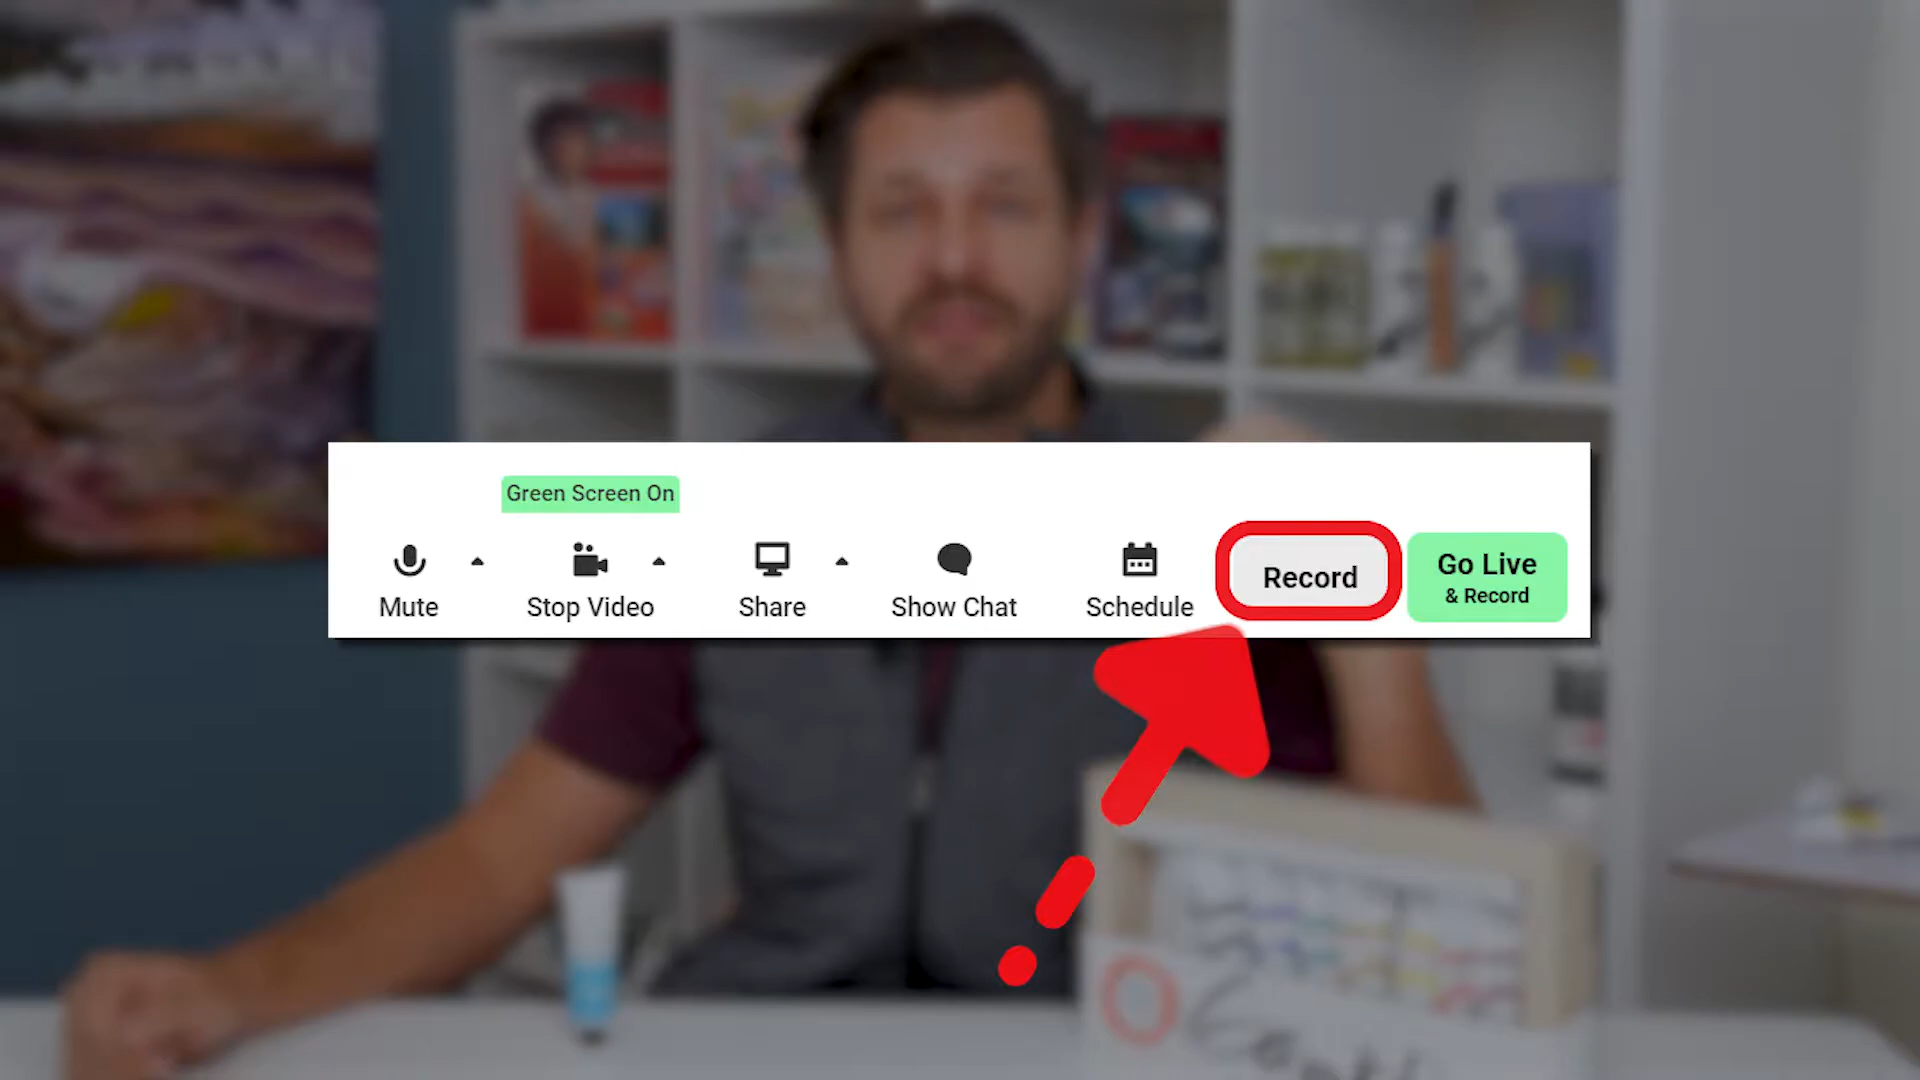 Green Screen On
Mute
Stop Video
Share
Show Chat
Schedule
Record
Go Live
& Record